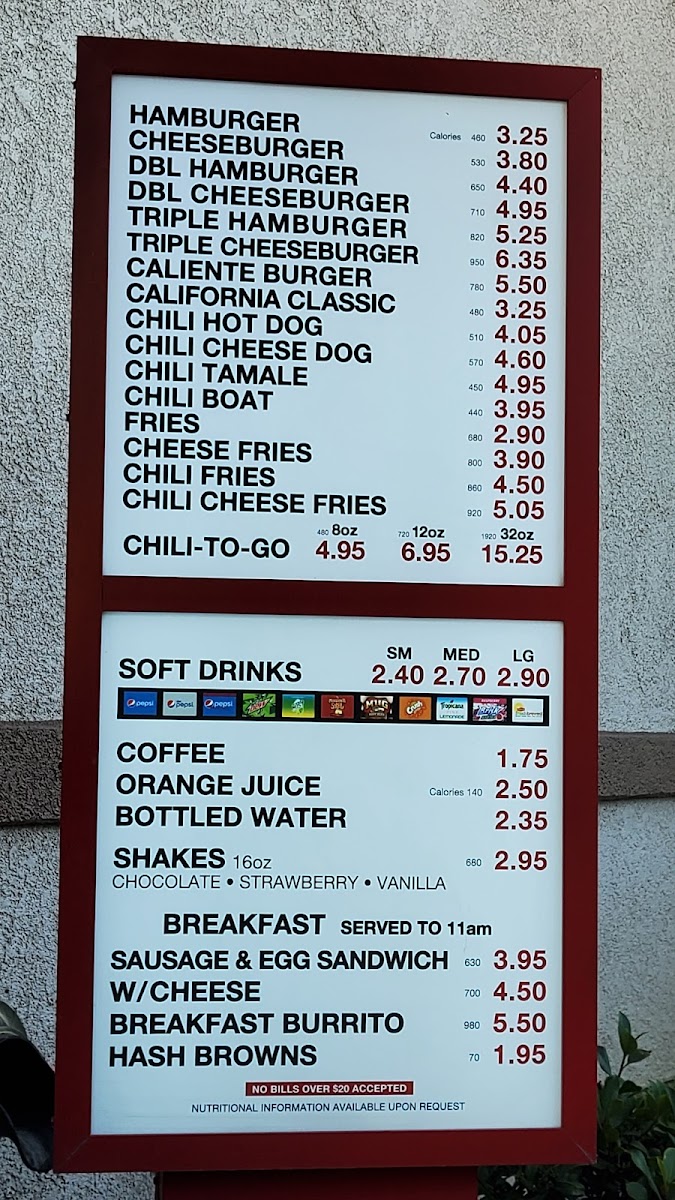 HAMBURGER Calories 460 3.25
CHEESEBURGER 530 3.80
DBL HAMBURGER 650 4.40
DBL CHEESEBURGER 710 4.95
TRIPLE HAMBURGER 820 5.25
TRIPLE CHEESEBURGER 950 6.35
CALIENTE BURGER 780 5.50
CALIFORNIA CLASSIC 480 3.25
CHILI HOT DOG 510 4.05
CHILI CHEESE DOG 570 4.60
CHILI TAMALE 450 4.95
CHILI BOAT 440 3.95
FRIES 680 2.90
CHEESE FRIES 800 3.90
CHILI FRIES 860 4.50
CHILI CHEESE FRIES 920 5.05
480 8oz 720 12oz 1920 32oz
CHILI-TO-GO 4.95 6.95 15.25
SM MED LG
SOFT DRINKS 2.40 2.70 2.90
pepsi pepsi pepsi MUG Crush Tropicana LEMONADE
COFFEE 1.75
ORANGE JUICE Calories 140 2.50
BOTTLED WATER 2.35
SHAKES 16oz 680 2.95
CHOCOLATE • STRAWBERRY • VANILLA
BREAKFAST SERVED TO 11am
SAUSAGE & EGG SANDWICH 630 3.95
W/CHEESE 700 4.50
BREAKFAST BURRITO 980 5.50
HASH BROWNS 70 1.95
NO BILLS OVER $20 ACCEPTED
NUTRITIONAL INFORMATION AVAILABLE UPON REQUEST